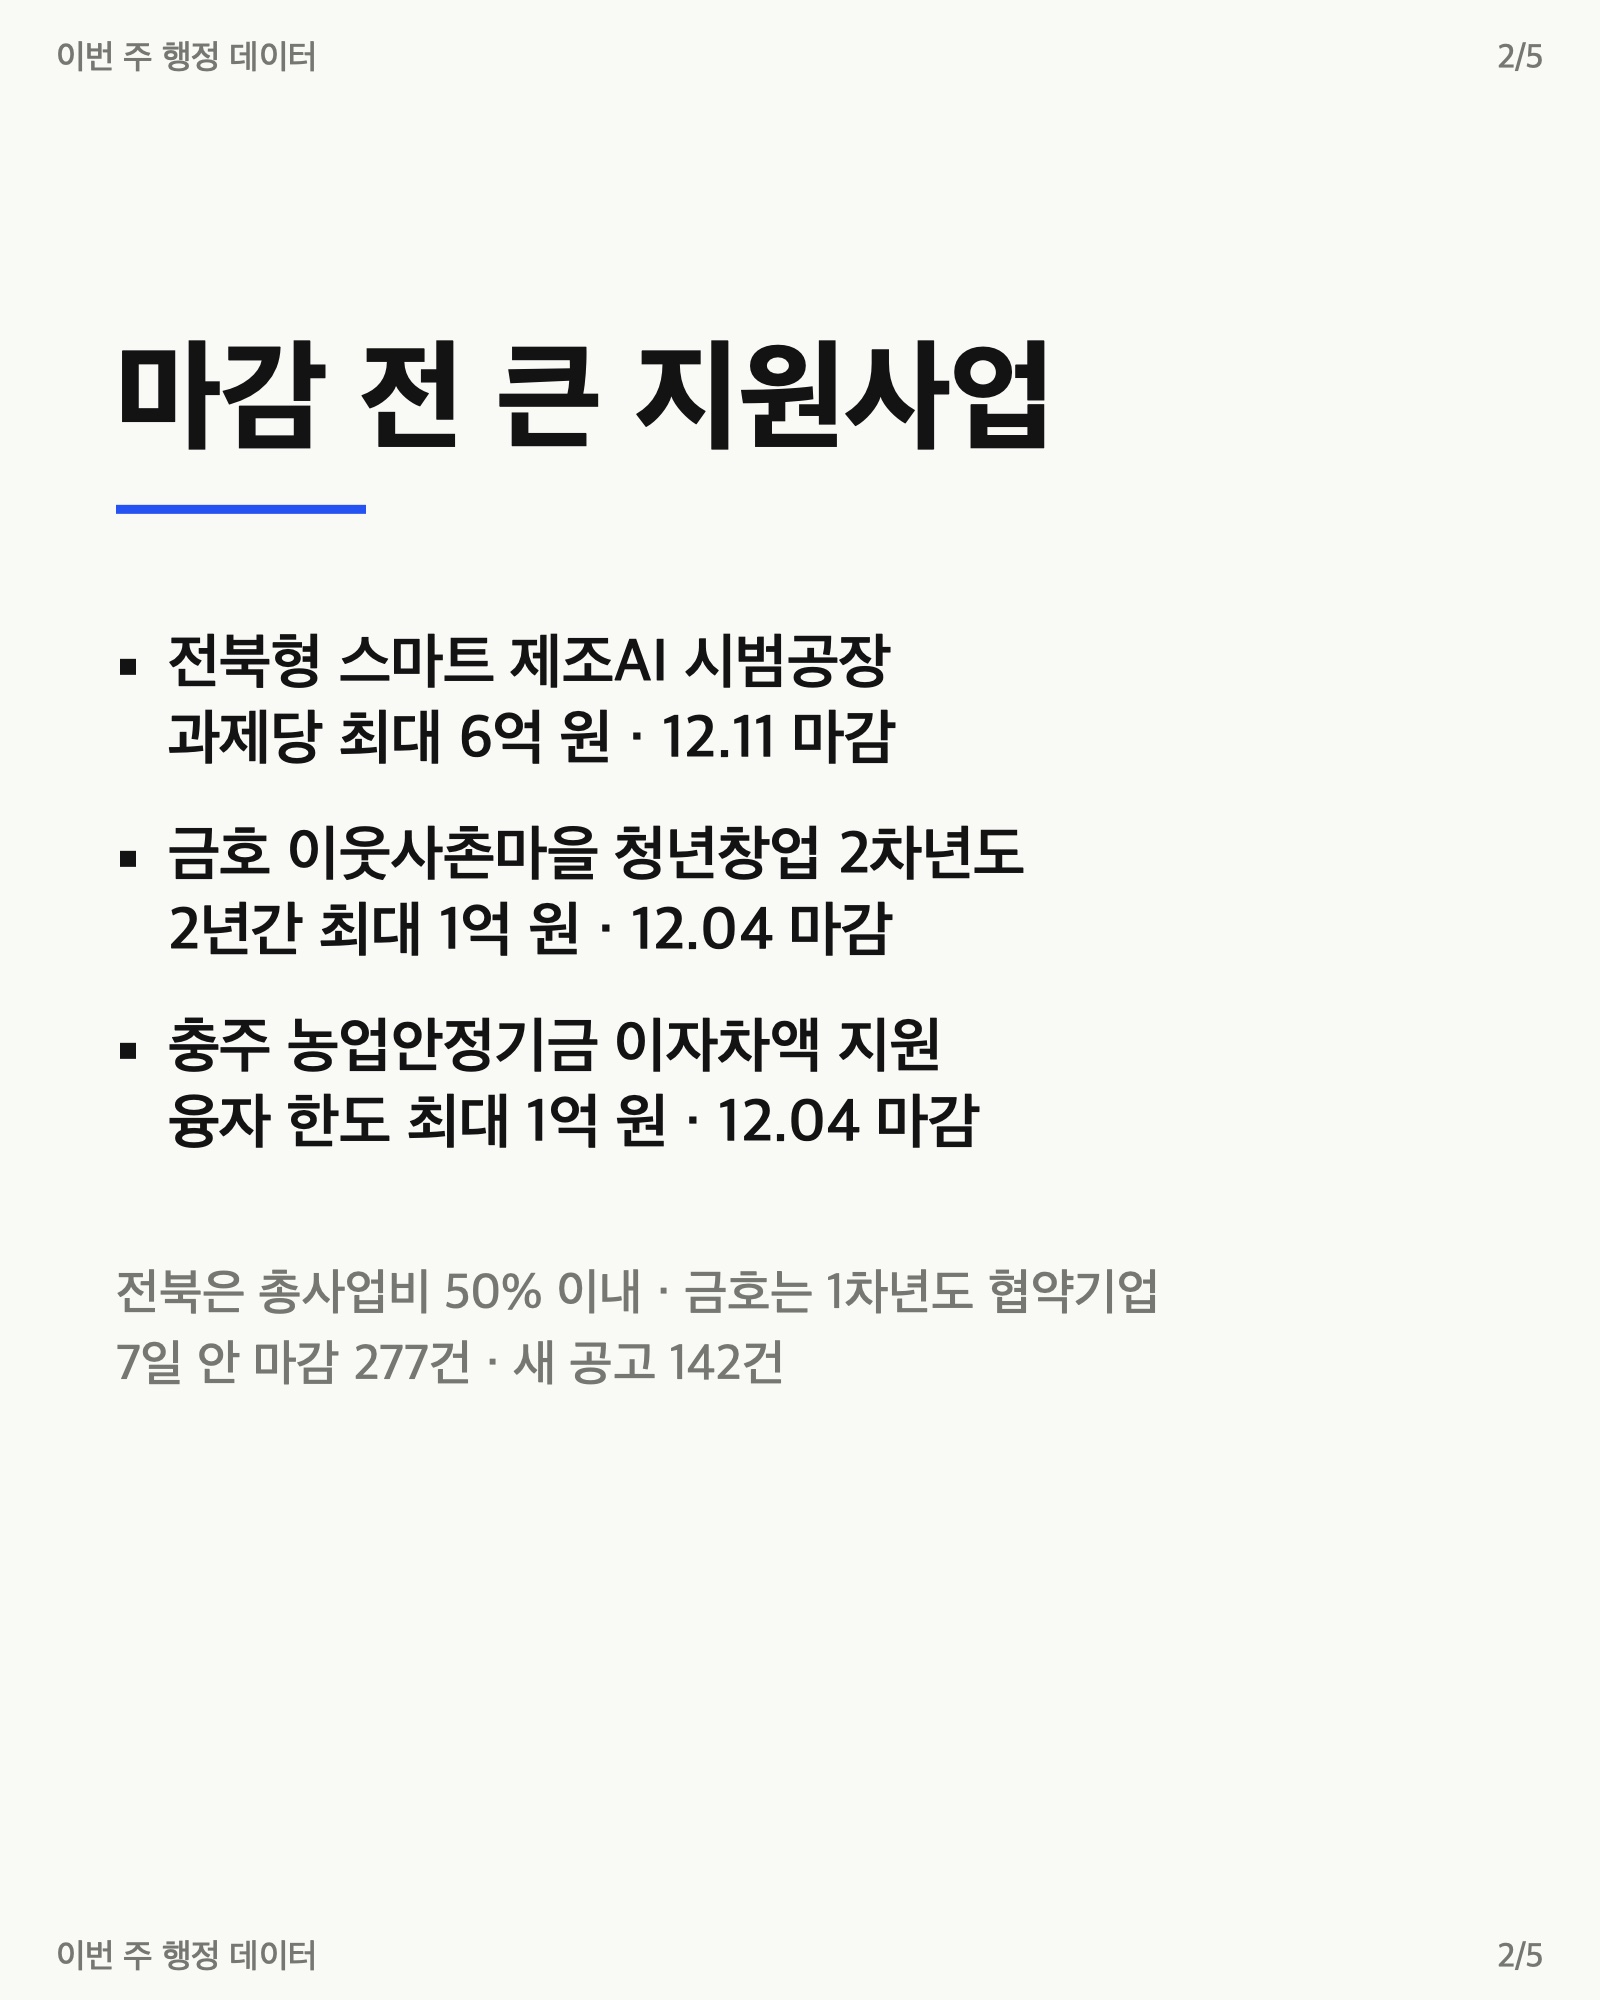 이번 주 행정 데이터
2/5
마감 전 큰 지원사업
▪ 전북형 스마트 제조AI 시범공장
과제당 최대 6억 원 · 12.11 마감
▪ 금호 이웃사촌마을 청년창업 2차년도
2년간 최대 1억 원 · 12.04 마감
▪ 충주 농업안정기금 이자차액 지원
융자 한도 최대 1억 원 · 12.04 마감
전북은 총사업비 50% 이내 · 금호는 1차년도 협약기업
7일 안 마감 277건 · 새 공고 142건
이번 주 행정 데이터
2/5